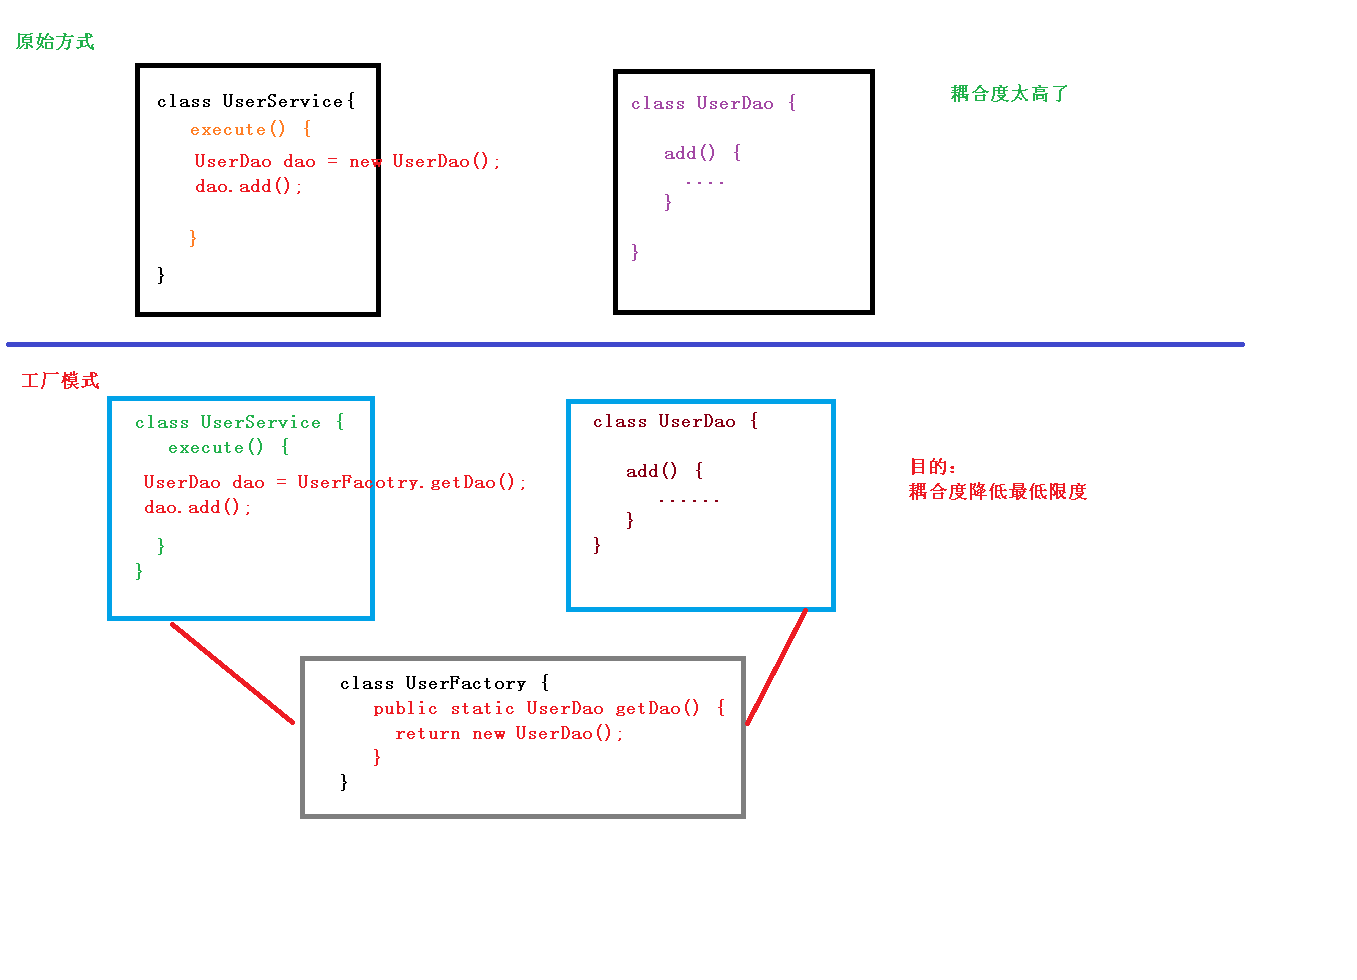 原始方式
class UserService{
execute() {
UserDao dao = new UserDao();
dao.add();
}
}
class UserDao {
add() {
....
}
}
耦合度太高了
工厂模式
class UserService {
execute() {
UserDao dao = UserFacotry.getDao();
dao.add();
}
}
class UserDao {
add() {
......
}
}
目的：
耦合度降低最低限度
class UserFactory {
public static UserDao getDao() {
return new UserDao();
}
}